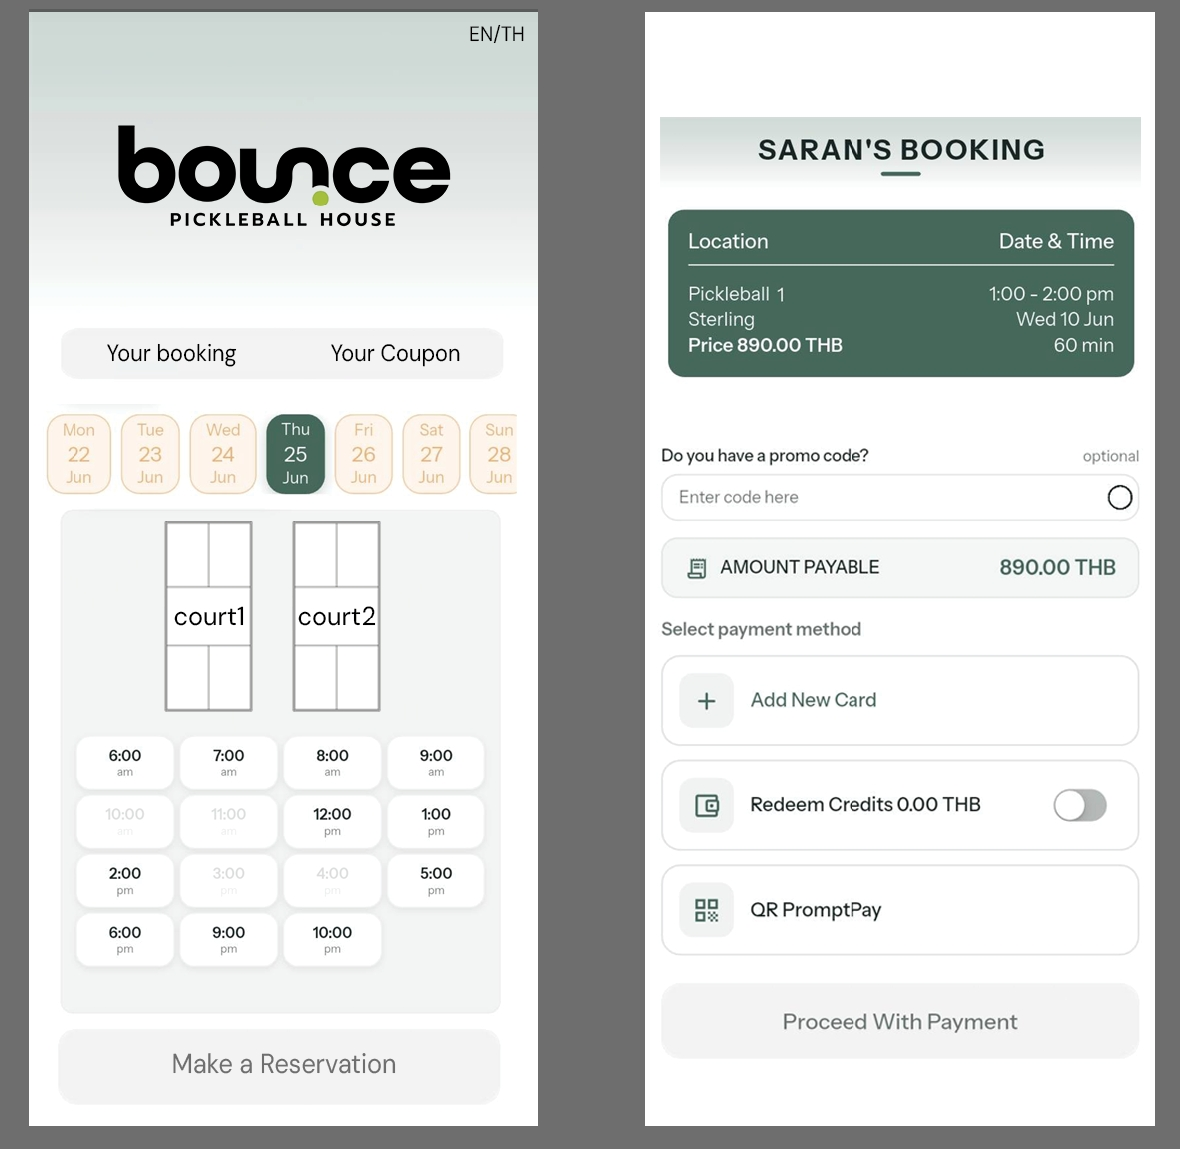 EN/TH
bounce
PICKLEBALL HOUSE
Your booking Your Coupon
Mon Tue Wed Thu Fri Sat Sun
22 23 24 25 26 27 28
Jun Jun Jun Jun Jun Jun Jun
court1 court2
6:00 7:00 8:00 9:00
am am am am
10:00 11:00 12:00 1:00
am am pm pm
2:00 3:00 4:00 5:00
pm pm pm pm
6:00 9:00 10:00
pm pm pm
Make a Reservation
SARAN'S BOOKING
Location Date & Time
Pickleball 1 1:00 - 2:00 pm
Sterling Wed 10 Jun
Price 890.00 THB 60 min
Do you have a promo code? optional
Enter code here
AMOUNT PAYABLE 890.00 THB
Select payment method
Add New Card
Redeem Credits 0.00 THB
QR PromptPay
Proceed With Payment